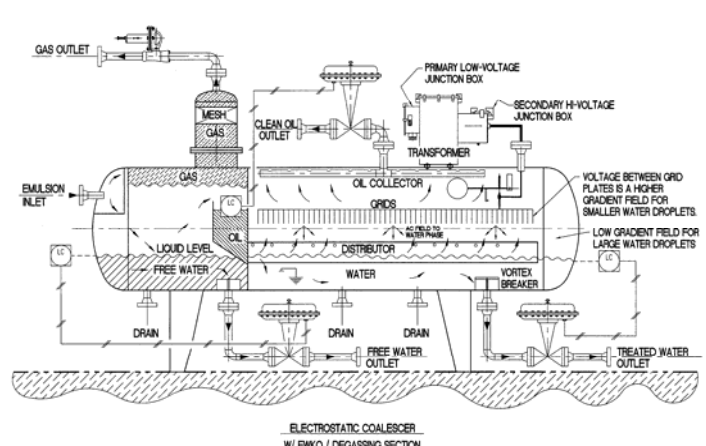 GAS OUTLET
PRIMARY LOW-VOLTAGE
JUNCTION BOX
SECONDARY HI-VOLTAGE
JUNCTION BOX
MESH
GAS
CLEAN OIL
OUTLET
TRANSFORMER
GAS
OIL COLLECTOR
EMULSION
INLET
LC
GRIDS
VOLTAGE BETWEEN GRID
PLATES IS A HIGHER
GRADIENT FIELD FOR
SMALLER WATER DROPLETS.
AC FIELD TO
WATER PHASE
OIL
LOW GRADIENT FIELD FOR
LARGE WATER DROPLETS
LIQUID LEVEL
DISTRIBUTOR
LC
LC
FREE WATER
WATER
VORTEX
BREAKER
DRAIN
DRAIN
DRAIN
FREE WATER
OUTLET
TREATED WATER
OUTLET
ELECTROSTATIC COALESCER
W/ FWKO / DEGASSING SECTION